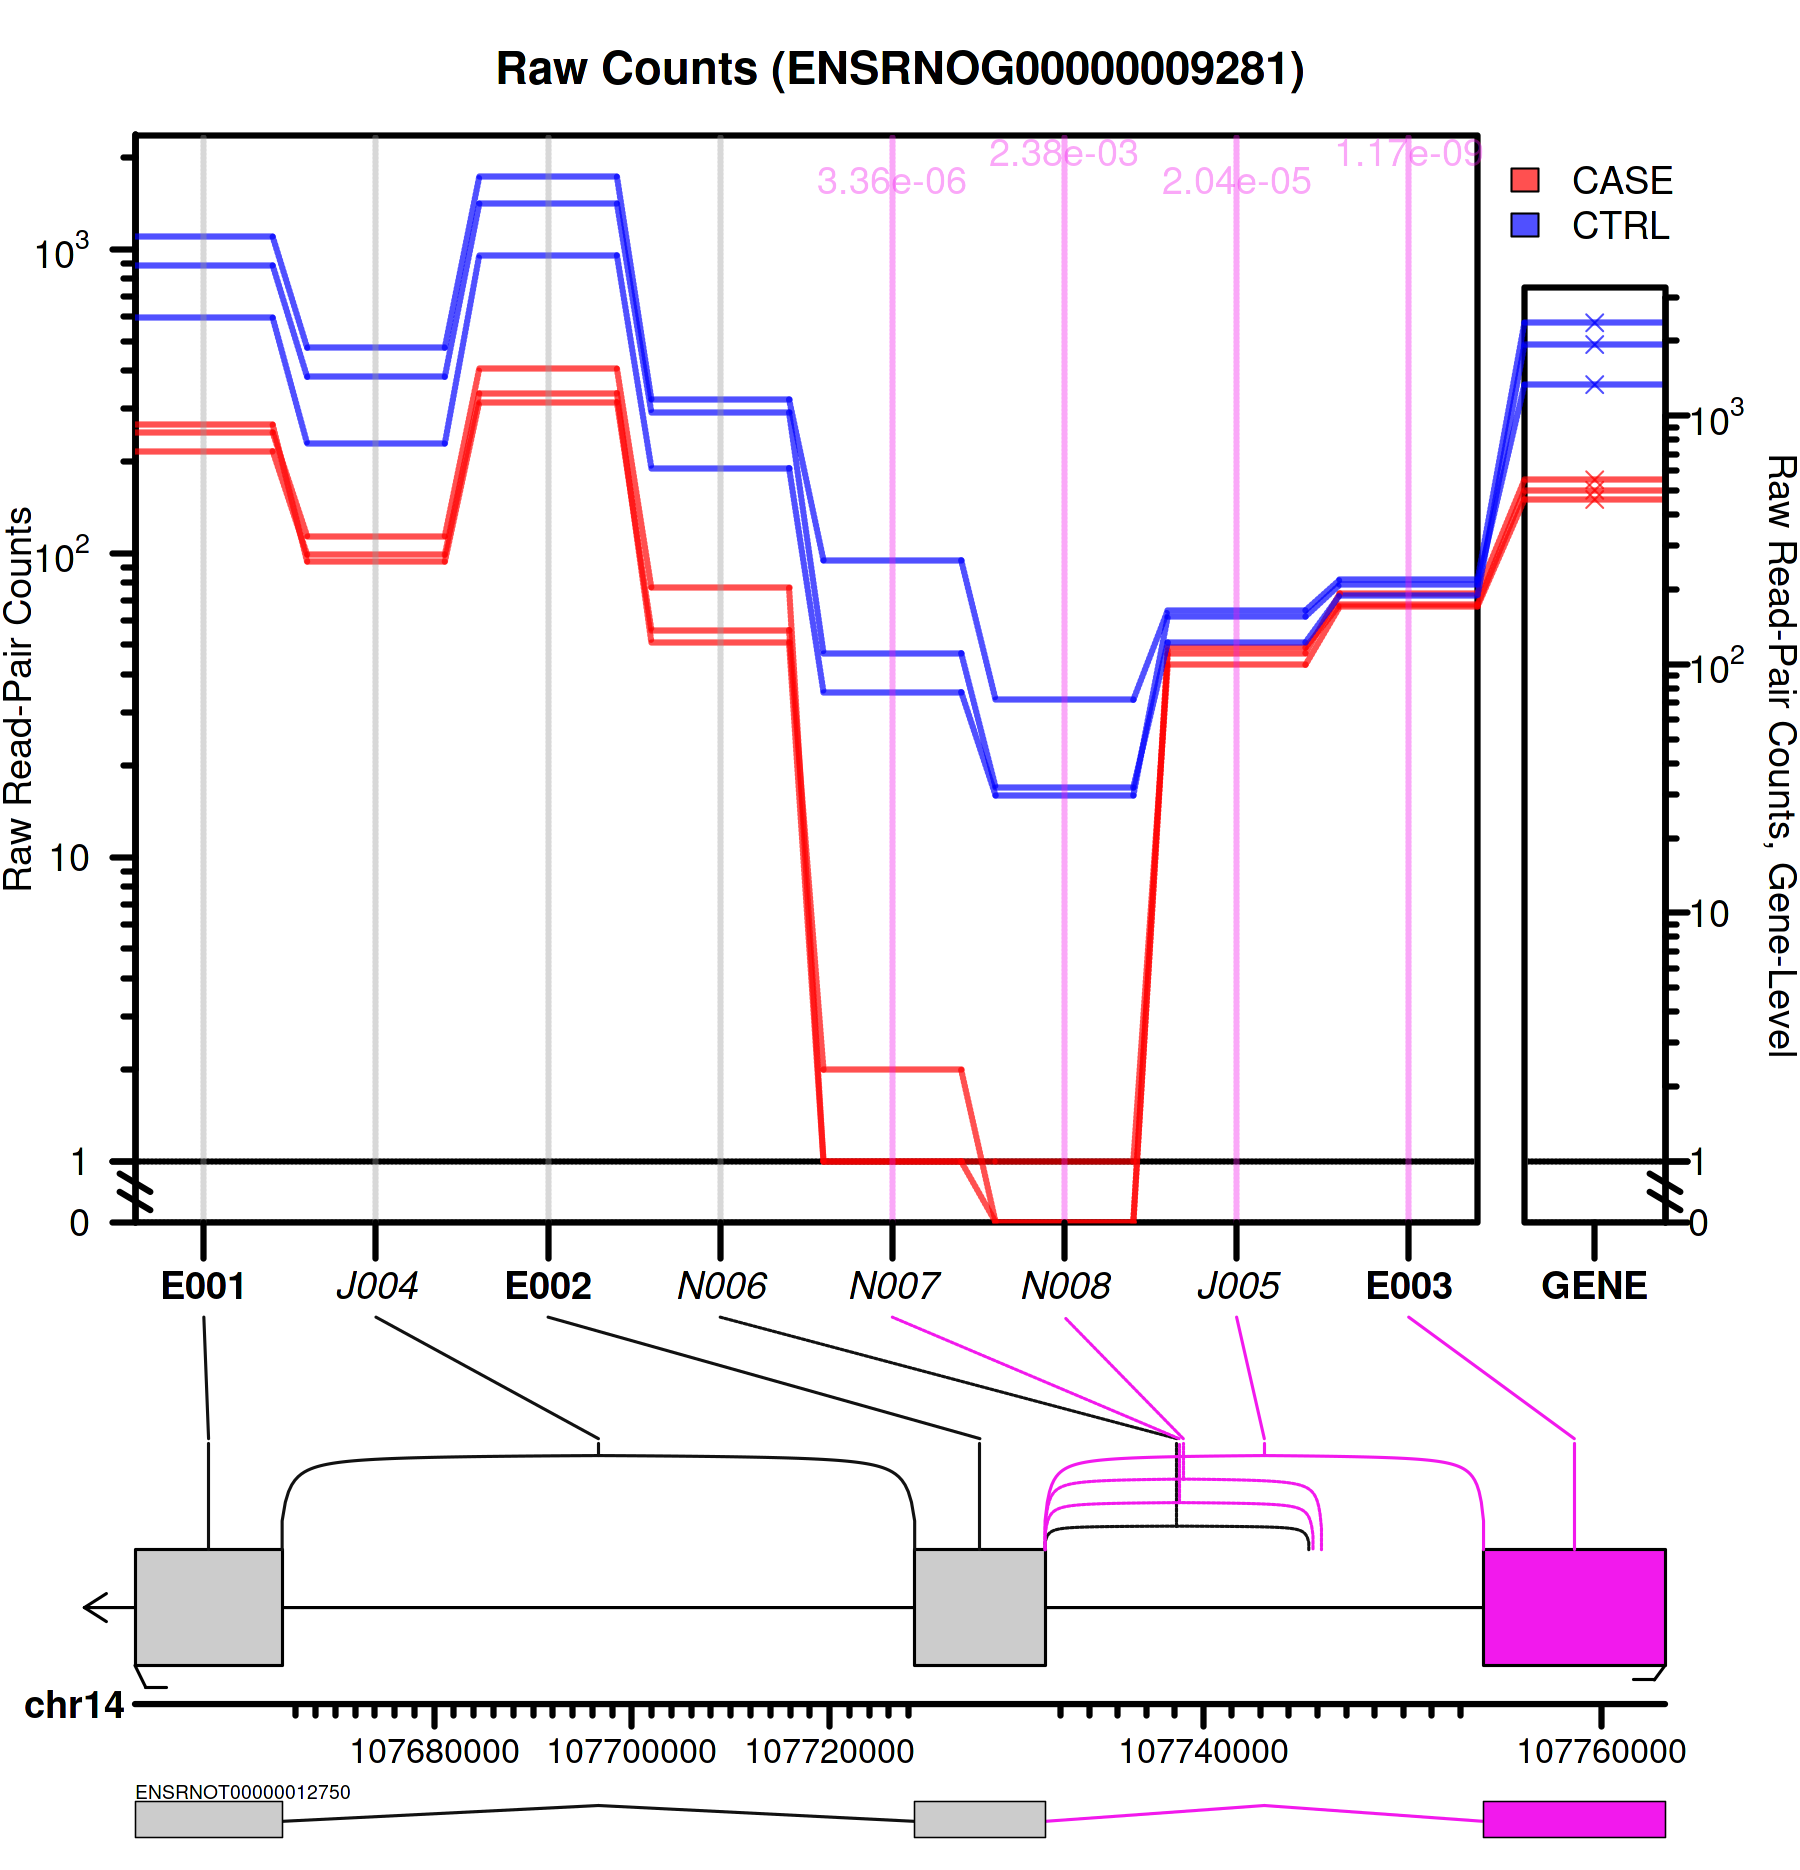 Raw Counts (ENSRNOG00000009281)
2.38e-03 1.17e-09
3.36e-06 2.04e-05
CASE
CTRL
Raw Read-Pair Counts
10³
10²
10
1
0
10³
10²
10
1
0
Raw Read-Pair Counts, Gene-Level
E001 J004 E002 N006 N007 N008 J005 E003 GENE
chr14
107680000 107700000 107720000 107740000 107760000
ENSRNOT00000012750